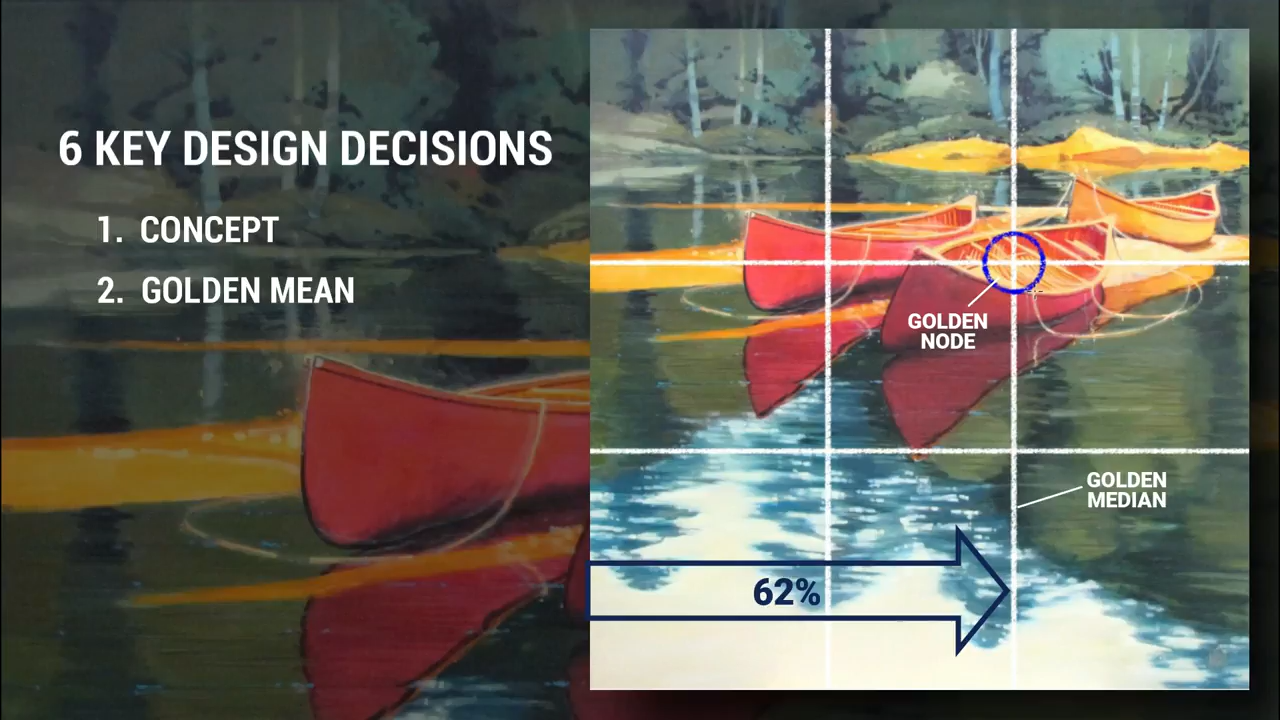 6 KEY DESIGN DECISIONS
1. CONCEPT
2. GOLDEN MEAN
GOLDEN
NODE
GOLDEN
MEDIAN
62%